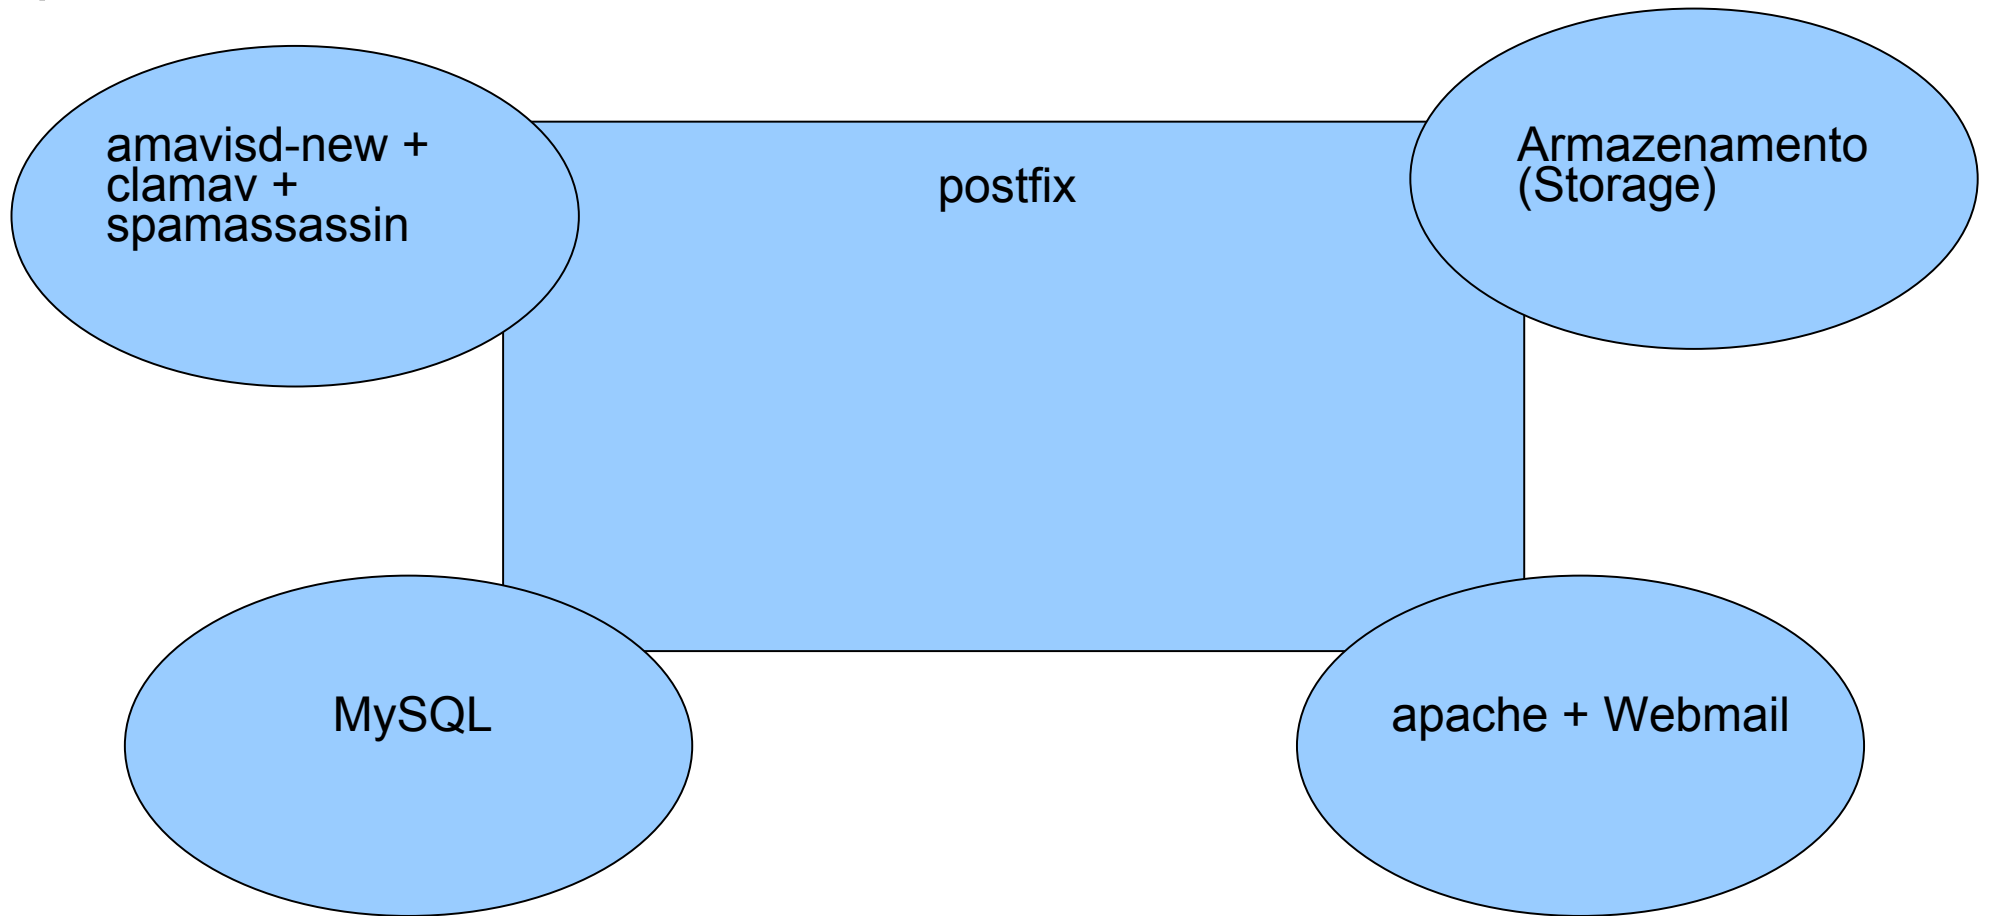 amavisd-new +
clamav +
spamassassin
postfix
Armazenamento
(Storage)
MySQL
apache + Webmail